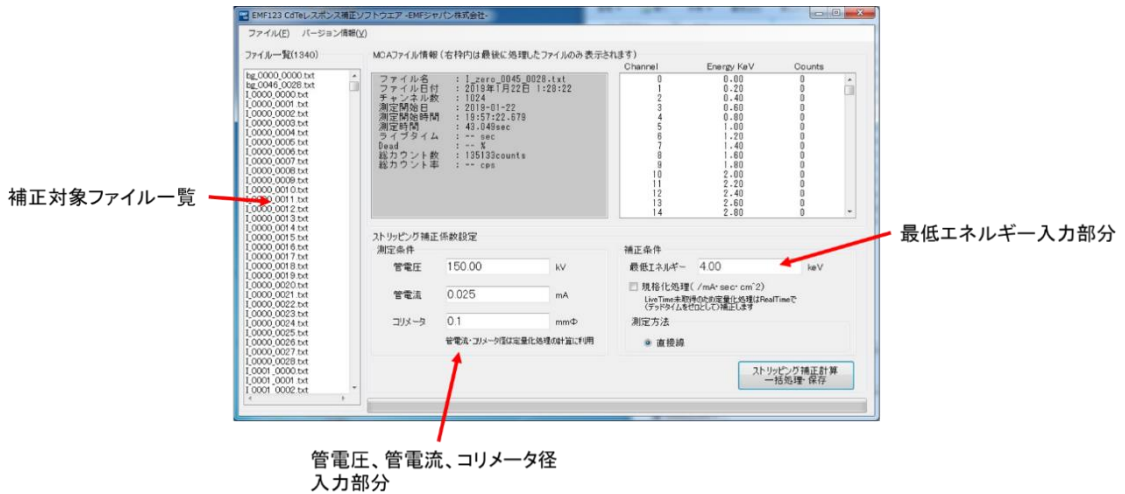 EMF123 CdTeレスポンス補正ソフトウエア -EMFジャパン株式会社-
ファイル(F) バージョン情報(V)
ファイル一覧(1340)
bg_0000_0000.txt
bg_0046_0028.txt
I_0000_0000.txt
I_0000_0001.txt
I_0000_0002.txt
I_0000_0003.txt
I_0000_0004.txt
I_0000_0005.txt
I_0000_0006.txt
I_0000_0007.txt
I_0000_0008.txt
I_0000_0009.txt
I_0000_0010.txt
I_0000_0011.txt
I_0000_0012.txt
I_0000_0013.txt
I_0000_0014.txt
I_0000_0015.txt
I_0000_0016.txt
I_0000_0017.txt
I_0000_0018.txt
I_0000_0019.txt
I_0000_0020.txt
I_0000_0021.txt
I_0000_0022.txt
I_0000_0023.txt
I_0000_0024.txt
I_0000_0025.txt
I_0000_0026.txt
I_0000_0027.txt
I_0000_0028.txt
I_0001_0000.txt
I_0001_0001.txt
I_0001_0002.txt
MCAファイル情報(右枠内は最後に処理したファイルのみ表示されます)
ファイル名 : I_zero_0045_0028.txt
ファイル日付 : 2019年1月22日 1:28:22
チャンネル数 : 1024
測定開始日 : 2019-01-22
測定開始時間 : 19:57:22.679
測定時間 : 43.049sec
ライブタイム : -- sec
Dead : -- %
総カウント数 : 135133counts
総カウント率 : -- cps
Channel Energy KeV Counts
0 0.00 0
1 0.20 0
2 0.40 0
3 0.60 0
4 0.80 0
5 1.00 0
6 1.20 0
7 1.40 0
8 1.60 0
9 1.80 0
10 2.00 0
11 2.20 0
12 2.40 0
13 2.60 0
14 2.80 0
ストリッピング補正係数設定
測定条件
管電圧 150.00 kV
管電流 0.025 mA
コリメータ 0.1 mmΦ
管電流・コリメータ径は定量化処理の計算に利用
補正条件
最低エネルギー 4.00 keV
規格化処理( /mA・sec・cm^2)
LiveTime未取得のため定量化処理はRealTimeで
(デッドタイムをゼロとして)補正します
測定方法
直接線
ストリッピング補正計算
一括処理・保存
補正対象ファイル一覧
最低エネルギー入力部分
管電圧、管電流、コリメータ径
入力部分